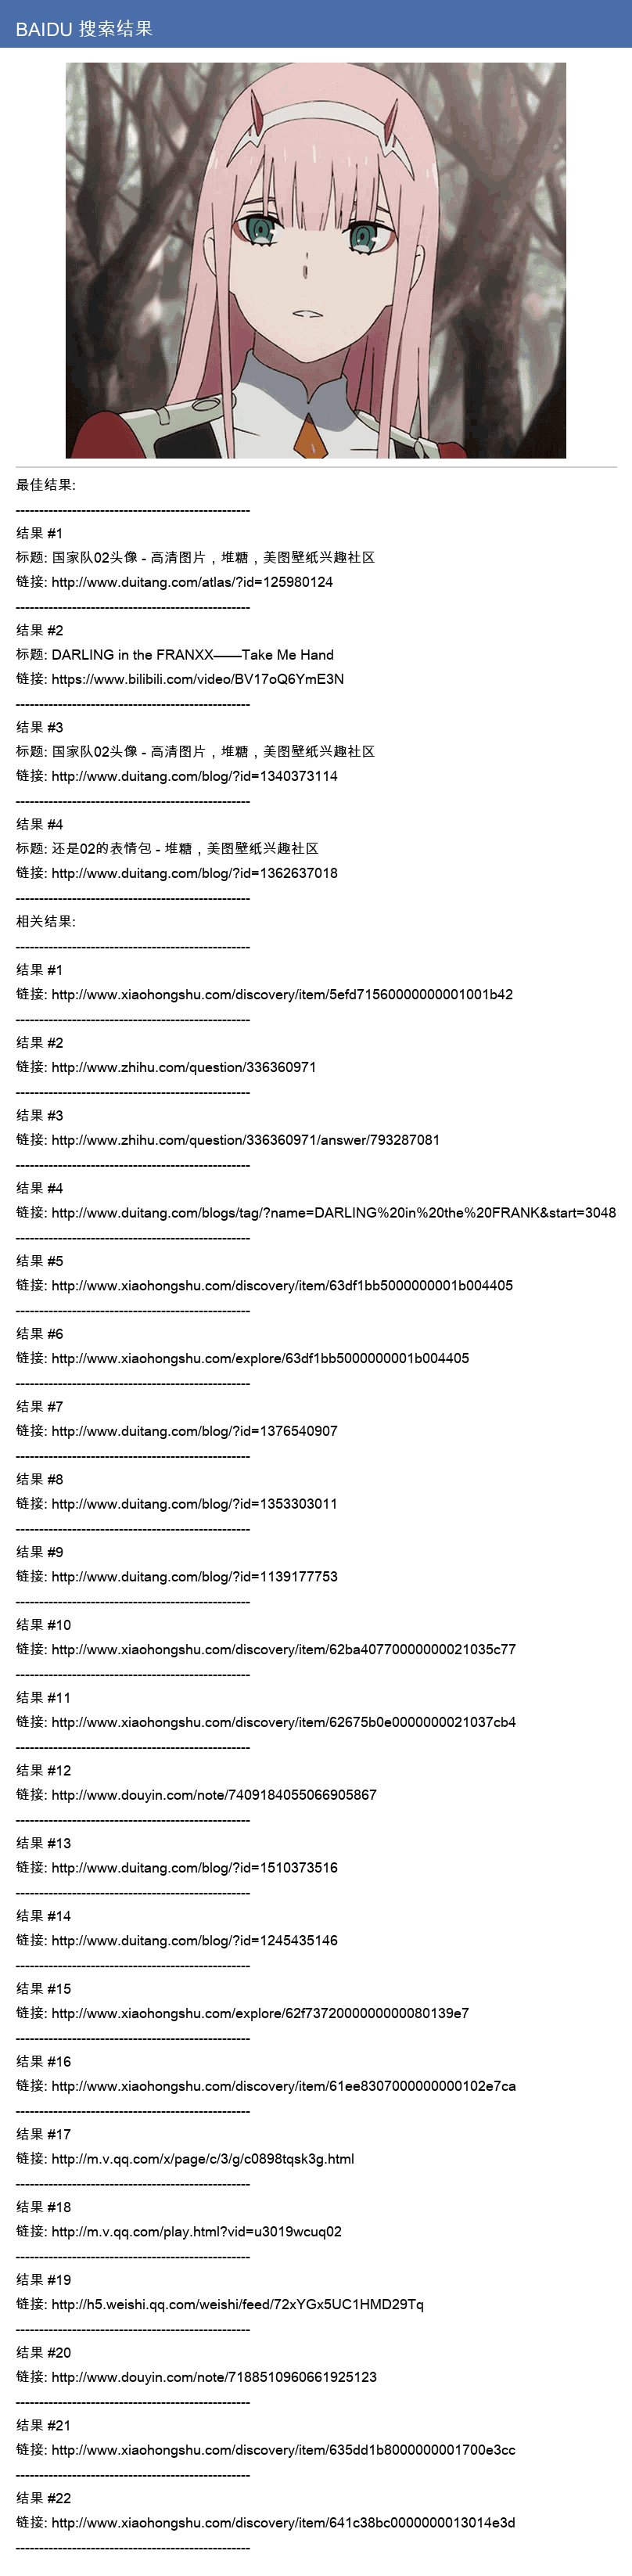 BAIDU 搜索结果
最佳结果:
--------------------------------------------------
结果 #1
标题: 国家队02头像 - 高清图片，堆糖，美图壁纸兴趣社区
链接: http://www.duitang.com/atlas/?id=125980124
--------------------------------------------------
结果 #2
标题: DARLING in the FRANXX——Take Me Hand
链接: https://www.bilibili.com/video/BV17oQ6YmE3N
--------------------------------------------------
结果 #3
标题: 国家队02头像 - 高清图片，堆糖，美图壁纸兴趣社区
链接: http://www.duitang.com/blog/?id=1340373114
--------------------------------------------------
结果 #4
标题: 还是02的表情包 - 堆糖，美图壁纸兴趣社区
链接: http://www.duitang.com/blog/?id=1362637018
--------------------------------------------------
相关结果:
--------------------------------------------------
结果 #1
链接: http://www.xiaohongshu.com/discovery/item/5efd71560000000001001b42
--------------------------------------------------
结果 #2
链接: http://www.zhihu.com/question/336360971
--------------------------------------------------
结果 #3
链接: http://www.zhihu.com/question/336360971/answer/793287081
--------------------------------------------------
结果 #4
链接: http://www.duitang.com/blogs/tag/?name=DARLING%20in%20the%20FRANK&start=3048
--------------------------------------------------
结果 #5
链接: http://www.xiaohongshu.com/discovery/item/63df1bb5000000001b004405
--------------------------------------------------
结果 #6
链接: http://www.xiaohongshu.com/explore/63df1bb5000000001b004405
--------------------------------------------------
结果 #7
链接: http://www.duitang.com/blog/?id=1376540907
--------------------------------------------------
结果 #8
链接: http://www.duitang.com/blog/?id=1353303011
--------------------------------------------------
结果 #9
链接: http://www.duitang.com/blog/?id=1139177753
--------------------------------------------------
结果 #10
链接: http://www.xiaohongshu.com/discovery/item/62ba40770000000021035c77
--------------------------------------------------
结果 #11
链接: http://www.xiaohongshu.com/discovery/item/62675b0e0000000021037cb4
--------------------------------------------------
结果 #12
链接: http://www.douyin.com/note/7409184055066905867
--------------------------------------------------
结果 #13
链接: http://www.duitang.com/blog/?id=1510373516
--------------------------------------------------
结果 #14
链接: http://www.duitang.com/blog/?id=1245435146
--------------------------------------------------
结果 #15
链接: http://www.xiaohongshu.com/explore/62f7372000000000080139e7
--------------------------------------------------
结果 #16
链接: http://www.xiaohongshu.com/discovery/item/61ee8307000000000102e7ca
--------------------------------------------------
结果 #17
链接: http://m.v.qq.com/x/page/c/3/g/c0898tqsk3g.html
--------------------------------------------------
结果 #18
链接: http://m.v.qq.com/play.html?vid=u3019wcuq02
--------------------------------------------------
结果 #19
链接: http://h5.weishi.qq.com/weishi/feed/72xYGx5UC1HMD29Tq
--------------------------------------------------
结果 #20
链接: http://www.douyin.com/note/7188510960661925123
--------------------------------------------------
结果 #21
链接: http://www.xiaohongshu.com/discovery/item/635dd1b8000000001700e3cc
--------------------------------------------------
结果 #22
链接: http://www.xiaohongshu.com/discovery/item/641c38bc0000000013014e3d
--------------------------------------------------